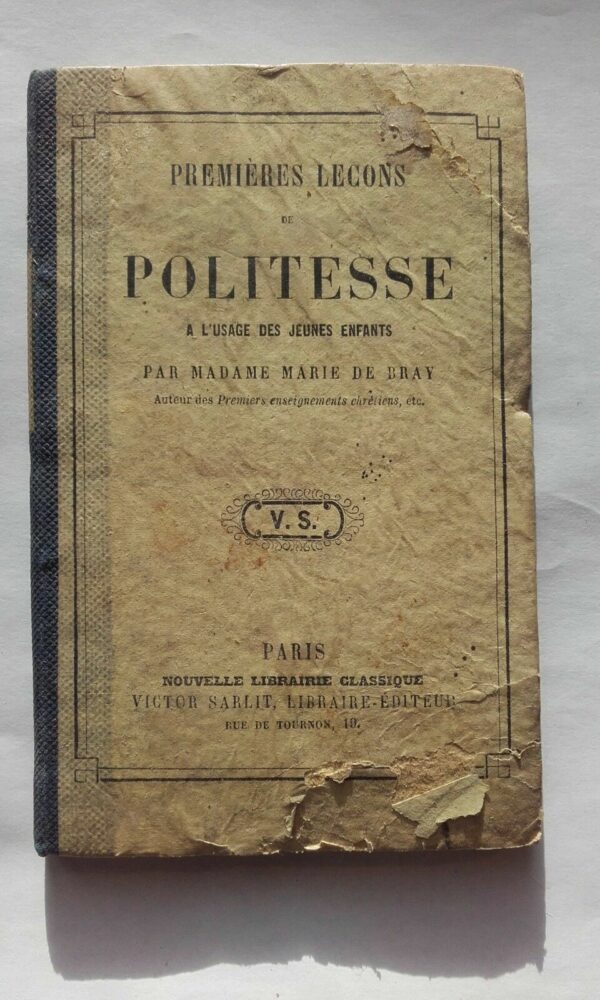 PREMIÈRES LECONS
DE
POLITESSE
A L'USAGE DES JEUNES ENFANTS
PAR MADAME MARIE DE BRAY
Auteur des Premiers enseignements chrétiens, etc.
V. S.
PARIS
NOUVELLE LIBRAIRIE CLASSIQUE
VICTOR SARLIT, LIBRAIRE-ÉDITEUR
RUE DE TOURNON, 19.